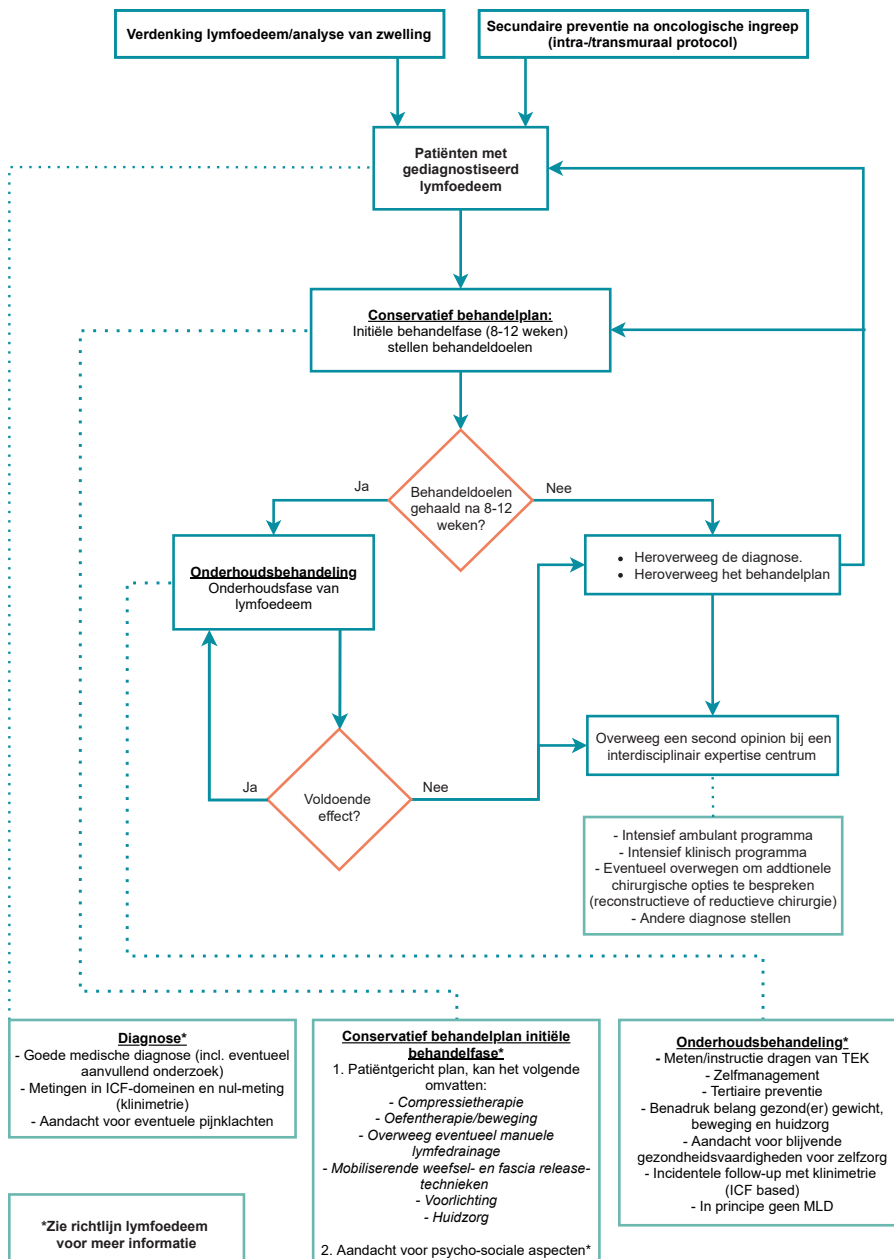 Verdenking lymfoedeem/analyse van zwelling
Secundaire preventie na oncologische ingreep
(intra-/transmuraal protocol)
Patiënten met
gediagnostiseerd
lymfoedeem
Conservatief behandelplan:
Initiële behandelfase (8-12 weken)
stellen behandeldoelen
Ja
Behandeldoelen
gehaald na 8-12
weken?
Nee
Onderhoudsbehandeling
Onderhoudsfase van
lymfoedeem
• Heroverweeg de diagnose.
• Heroverweeg het behandelplan
Overweeg een second opinion bij een
interdisciplinair expertise centrum
Ja
Voldoende
effect?
Nee
- Intensief ambulant programma
- Intensief klinisch programma
- Eventueel overwegen om addtionele
chirurgische opties te bespreken
(reconstructieve of reductieve chirurgie)
- Andere diagnose stellen
Diagnose*
- Goede medische diagnose (incl. eventueel
aanvullend onderzoek)
- Metingen in ICF-domeinen en nul-meting
(klinimetrie)
- Aandacht voor eventuele pijnklachten
Conservatief behandelplan initiële
behandelfase*
1. Patiëntgericht plan, kan het volgende
omvatten:
- Compressietherapie
- Oefentherapie/beweging
- Overweeg eventueel manuele
lymfedrainage
- Mobiliserende weefsel- en fascia release-
technieken
- Voorlichting
- Huidzorg
2. Aandacht voor psycho-sociale aspecten*
Onderhoudsbehandeling*
- Meten/instructie dragen van TEK
- Zelfmanagement
- Tertiaire preventie
- Benadruk belang gezond(er) gewicht,
beweging en huidzorg
- Aandacht voor blijvende
gezondheidsvaardigheden voor zelfzorg
- Incidentele follow-up met klinimetrie
(ICF based)
- In principe geen MLD
*Zie richtlijn lymfoedeem
voor meer informatie